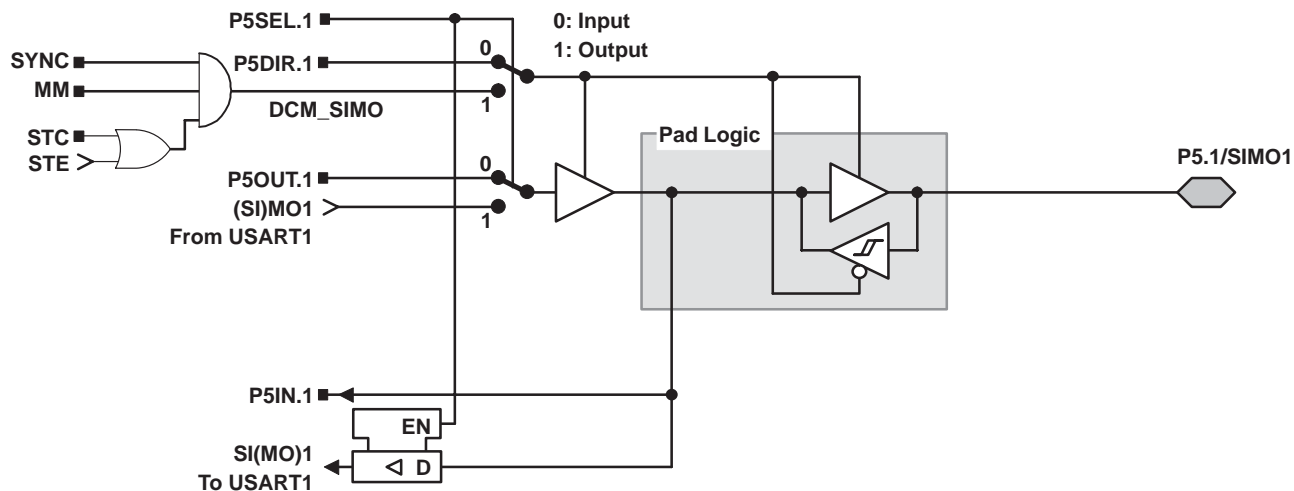 P5SEL.1
0: Input
1: Output
SYNC
MM
STC
STE
P5DIR.1
0
1
DCM_SIMO
Pad Logic
P5.1/SIMO1
P5OUT.1
0
(SI)MO1
1
From USART1
P5IN.1
EN
SI(MO)1
D
To USART1